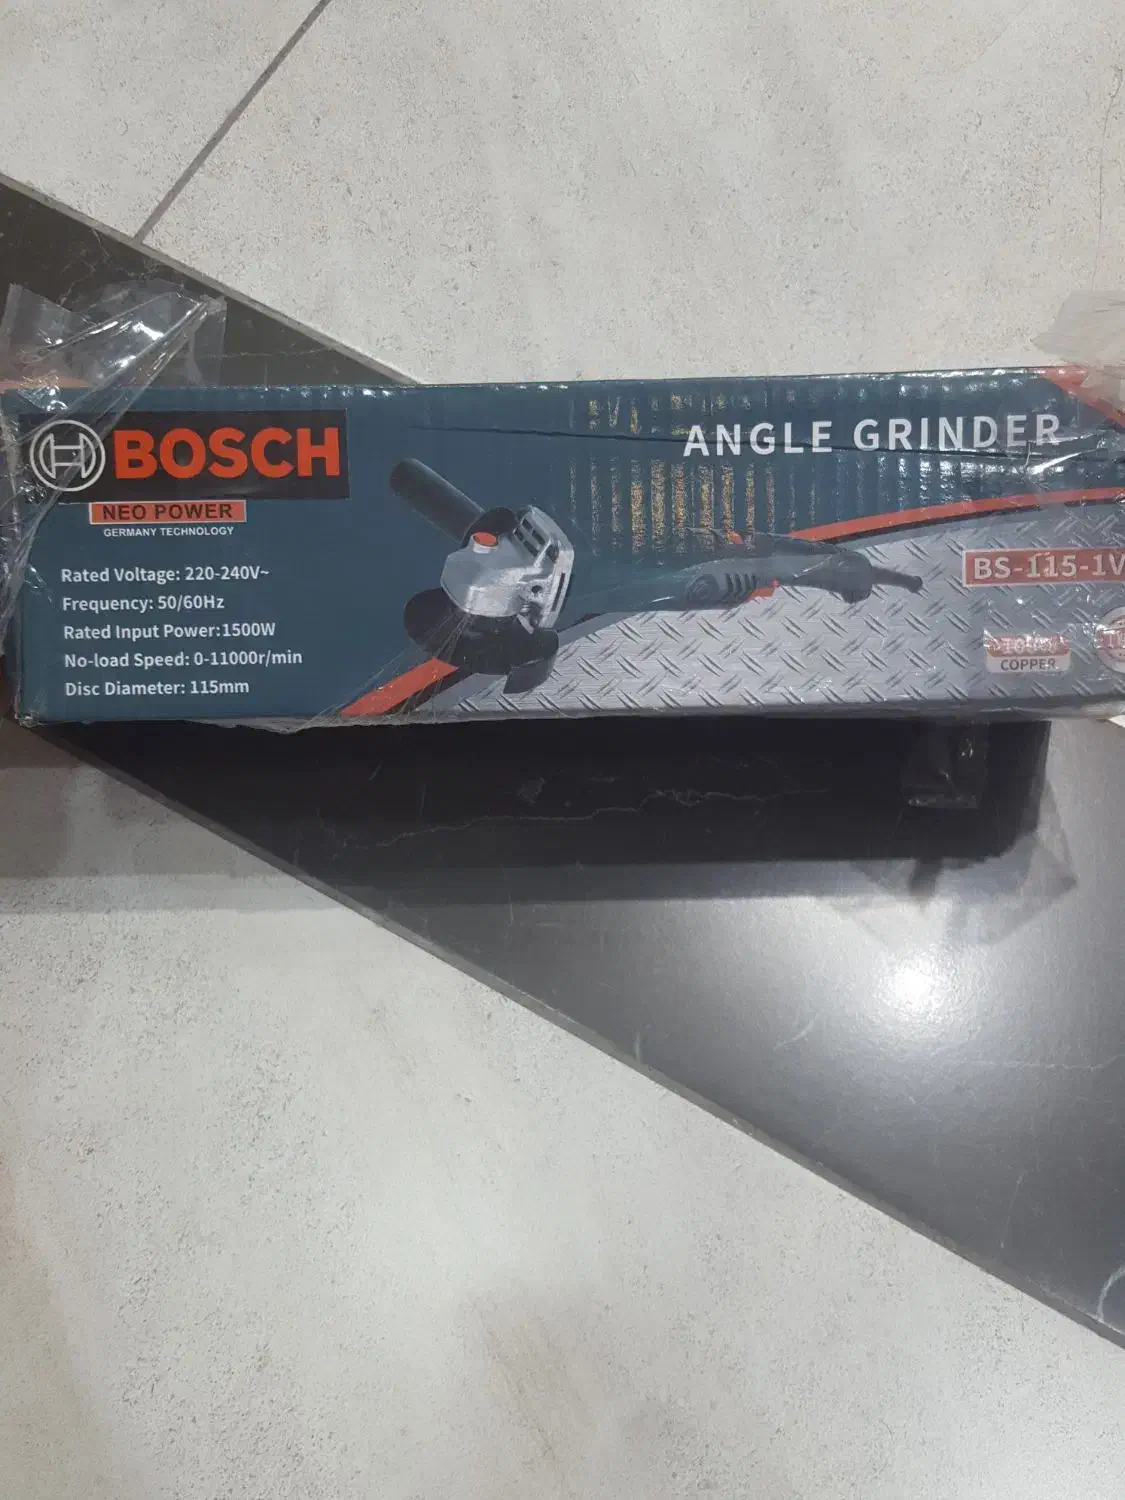 BOSCH
NEO POWER
GERMANY TECHNOLOGY
Rated Voltage: 220-240V~
Frequency: 50/60Hz
Rated Input Power:1500W
No-load Speed: 0-11000r/min
Disc Diameter: 115mm
ANGLE GRINDER
BS-115-1V
100%
COPPER